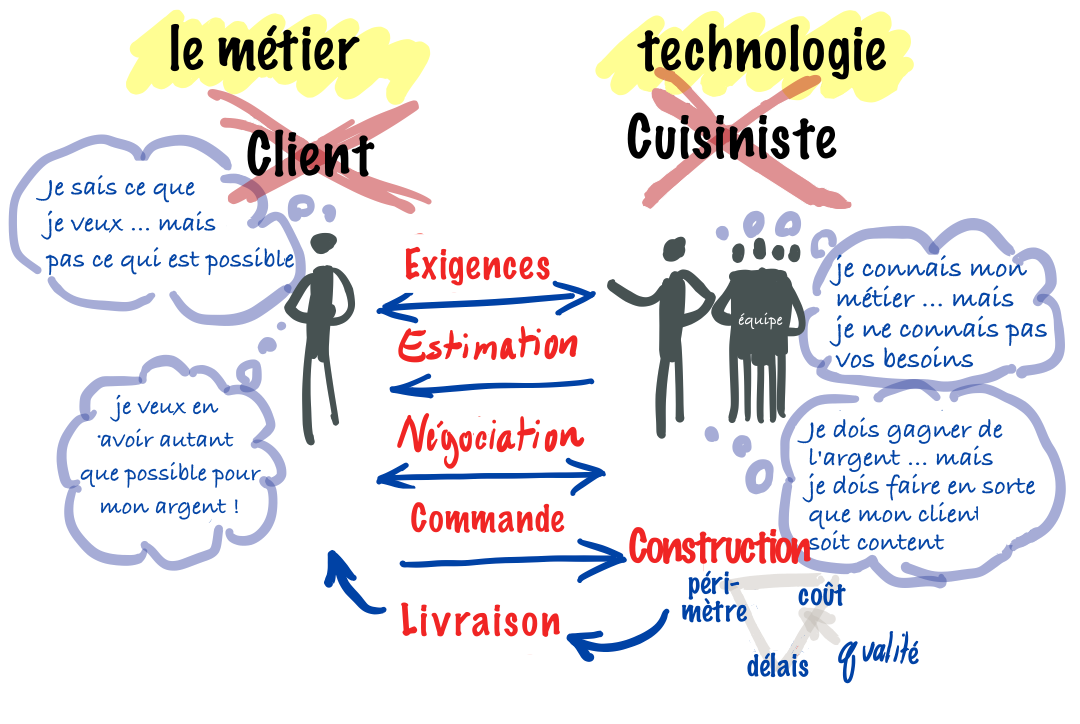 le métier
technologie
Client
Cuisiniste
Je sais ce que
je veux ... mais
pas ce qui est possible
je veux en
avoir autant
que possible pour
mon argent !
Exigences
Estimation
Négociation
Commande
Livraison
équipe
je connais mon
métier ... mais
je ne connais pas
vos besoins
Je dois gagner de
l'argent ... mais
je dois faire en sorte
que mon client
soit content
Construction
péri-
mètre
coût
délais
qualité